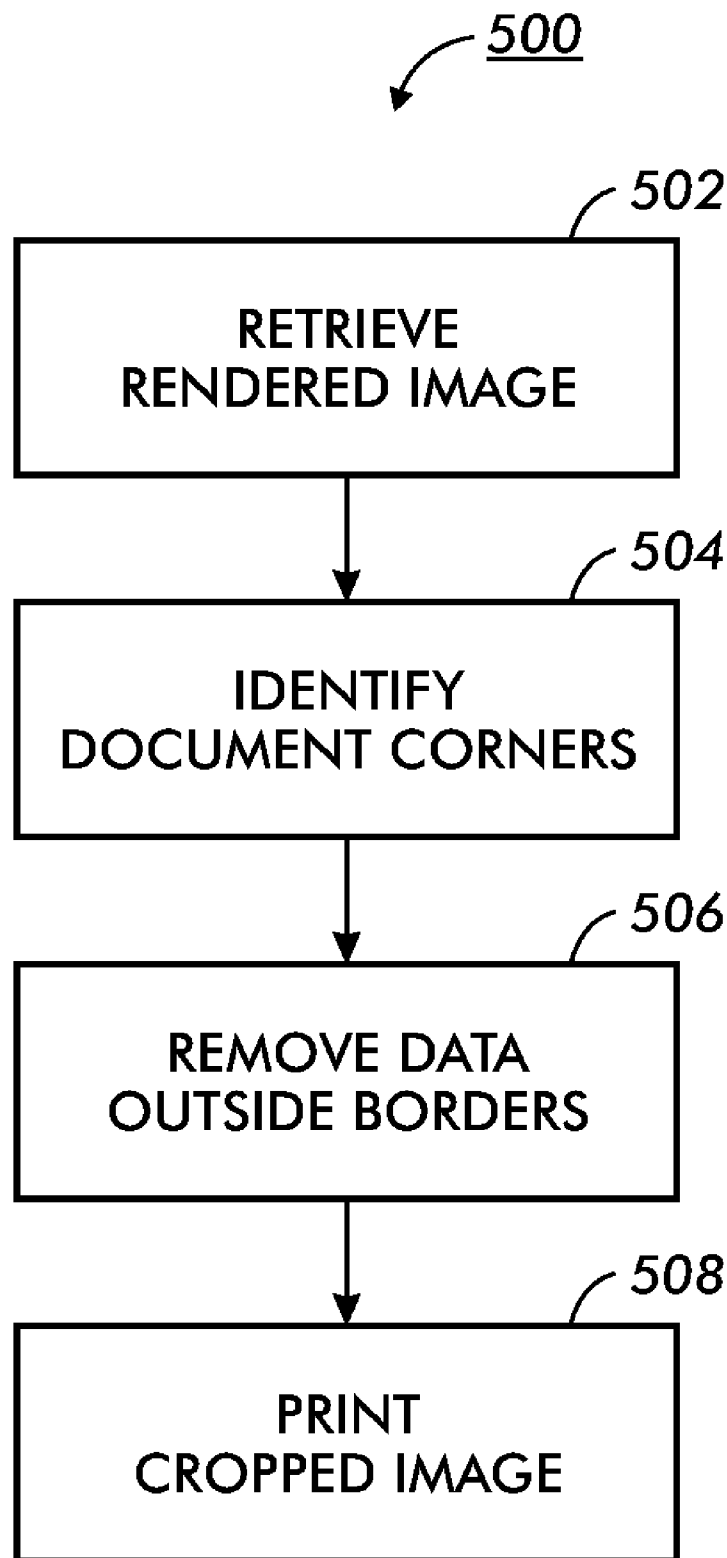 500
502
RETRIEVE
RENDERED IMAGE
504
IDENTIFY
DOCUMENT CORNERS
506
REMOVE DATA
OUTSIDE BORDERS
508
PRINT
CROPPED IMAGE